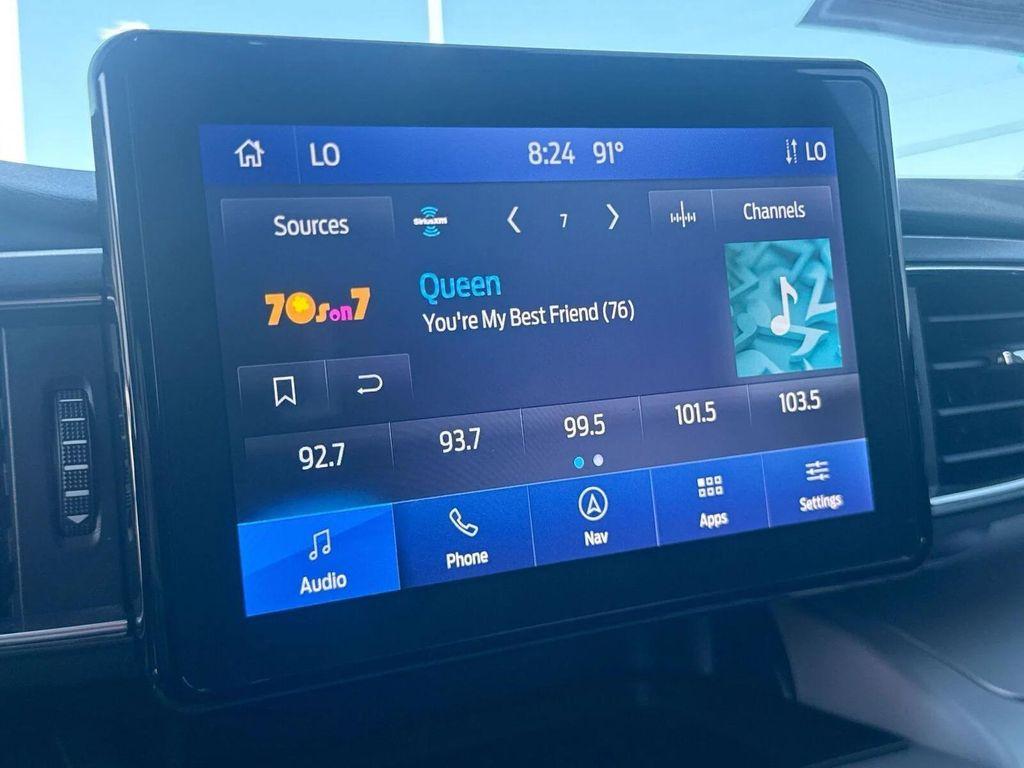 LO 8:24 91° LO
Sources SiriusXM 7 Channels
70s on 7
Queen
You're My Best Friend (76)
92.7 93.7 99.5 101.5 103.5
Audio Phone Nav Apps Settings